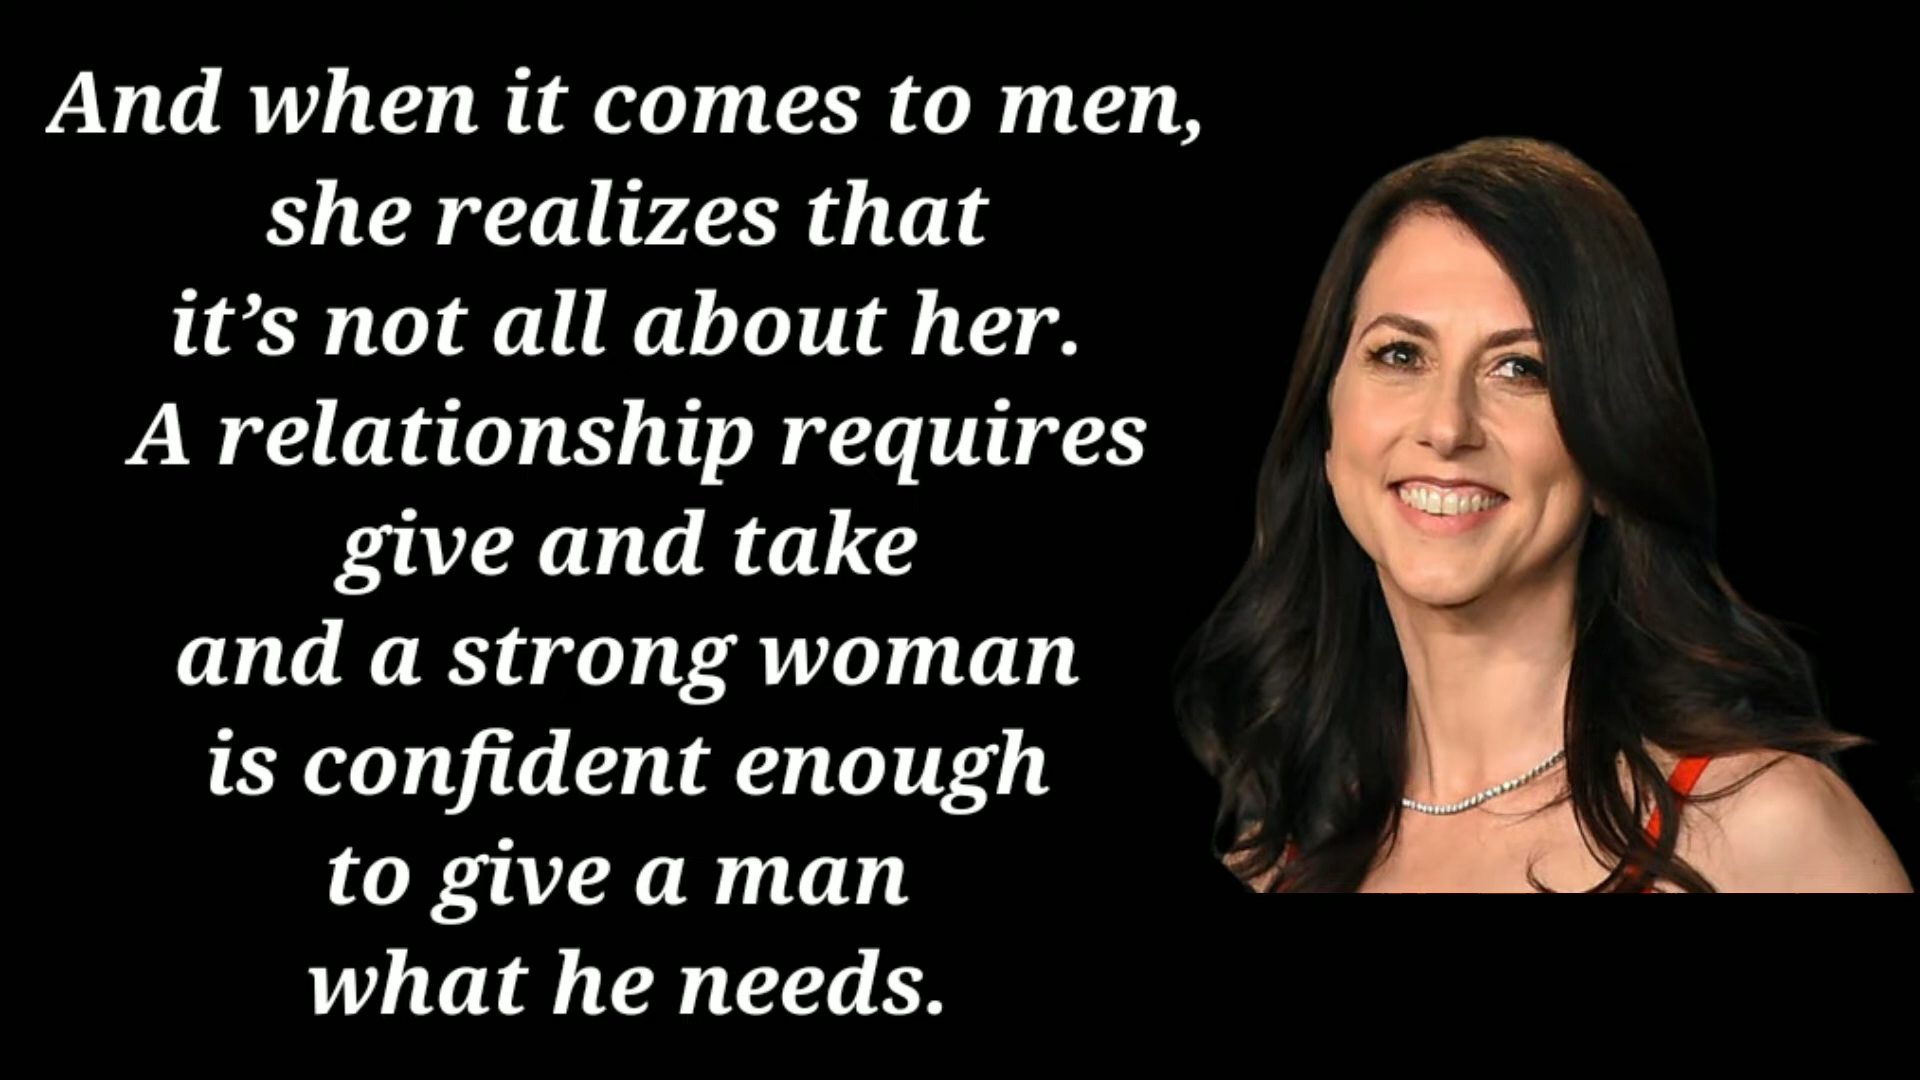 And when it comes to men,
she realizes that
it’s not all about her.
A relationship requires
give and take
and a strong woman
is confident enough
to give a man
what he needs.